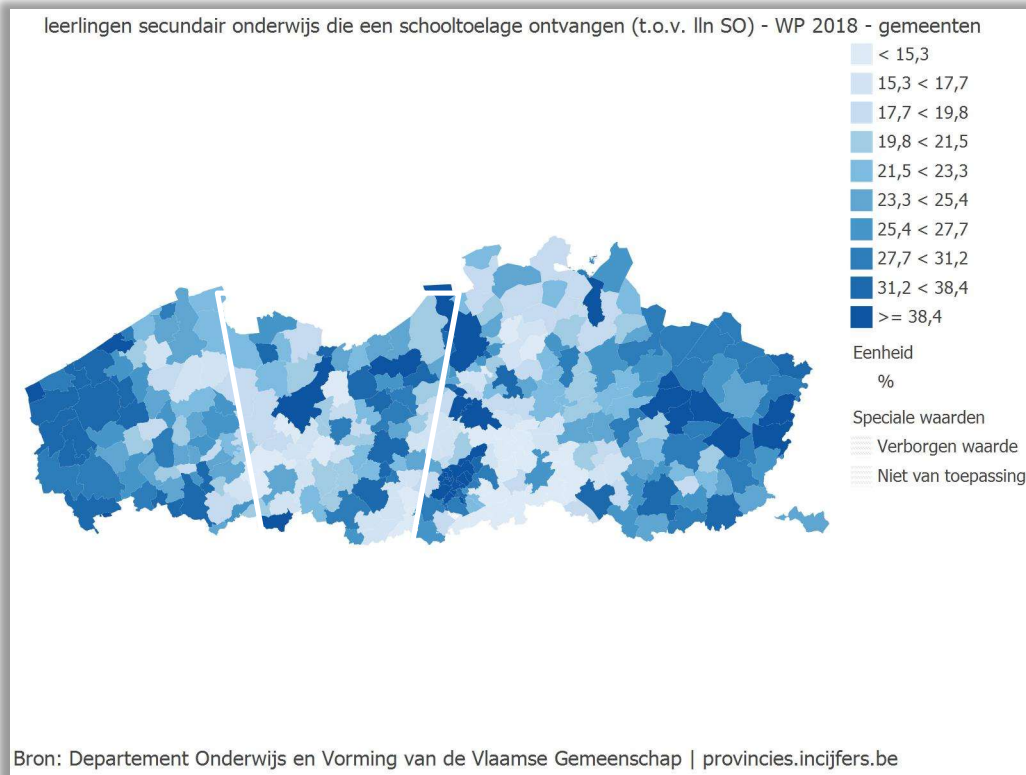 leerlingen secundair onderwijs die een schooltoelage ontvangen (t.o.v. lln SO) - WP 2018 - gemeenten
< 15,3
15,3 < 17,7
17,7 < 19,8
19,8 < 21,5
21,5 < 23,3
23,3 < 25,4
25,4 < 27,7
27,7 < 31,2
31,2 < 38,4
>= 38,4
Eenheid
%
Speciale waarden
Verborgen waarde
Niet van toepassing
Bron: Departement Onderwijs en Vorming van de Vlaamse Gemeenschap | provincies.incijfers.be